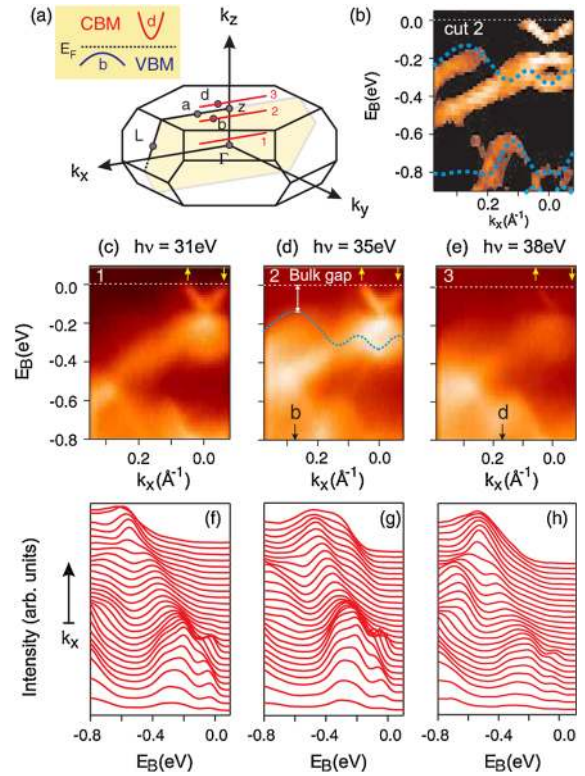 (a)
CBM d
E_F
b VBM
k_z
d 3
a z
2
b
L
1
Γ
k_x
k_y
(b)
cut 2
E_B(eV)
0.0
-0.2
-0.4
-0.6
-0.8
0.2 0.0
k_x(Å⁻¹)
(c) hν = 31eV
(d) hν = 35eV
(e) hν = 38eV
1
2 Bulk gap
3
E_B(eV)
0.0
-0.2
-0.4
-0.6
-0.8
b
d
0.2 0.0
0.2 0.0
0.2 0.0
k_x(Å⁻¹)
k_x(Å⁻¹)
k_x(Å⁻¹)
(f)
(g)
(h)
Intensity (arb. units)
k_x
-0.8 -0.4 0.0
-0.8 -0.4 0.0
-0.8 -0.4 0.0
E_B(eV)
E_B(eV)
E_B(eV)